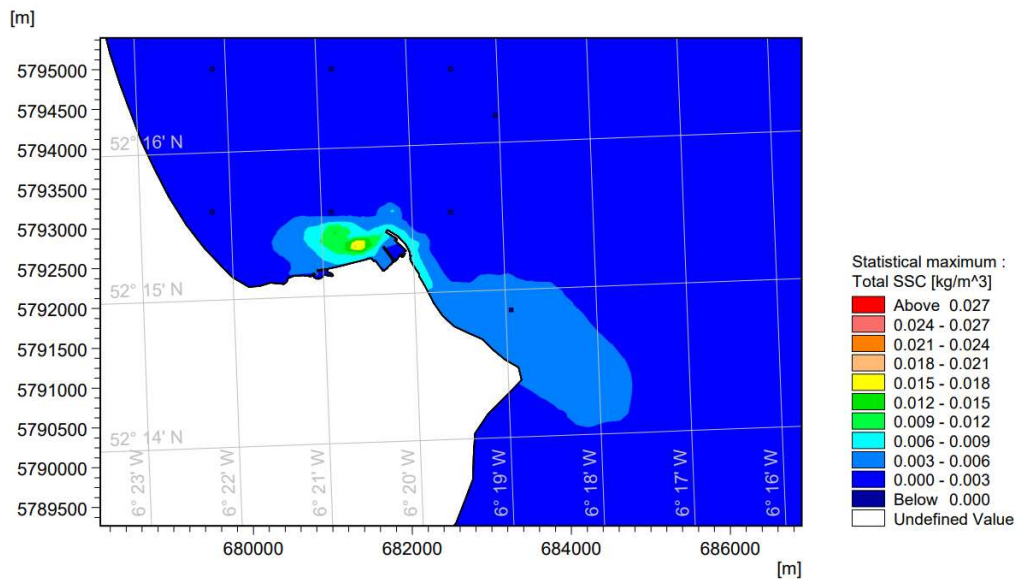 [m]
5795000
5794500
5794000
5793500
5793000
5792500
5792000
5791500
5791000
5790500
5790000
5789500
52° 16' N
52° 15' N
52° 14' N
6° 23' W
6° 22' W
6° 21' W
6° 20' W
6° 19' W
6° 18' W
6° 17' W
6° 16' W
680000
682000
684000
686000
[m]
Statistical maximum :
Total SSC [kg/m^3]
Above 0.027
0.024 - 0.027
0.021 - 0.024
0.018 - 0.021
0.015 - 0.018
0.012 - 0.015
0.009 - 0.012
0.006 - 0.009
0.003 - 0.006
0.000 - 0.003
Below 0.000
Undefined Value